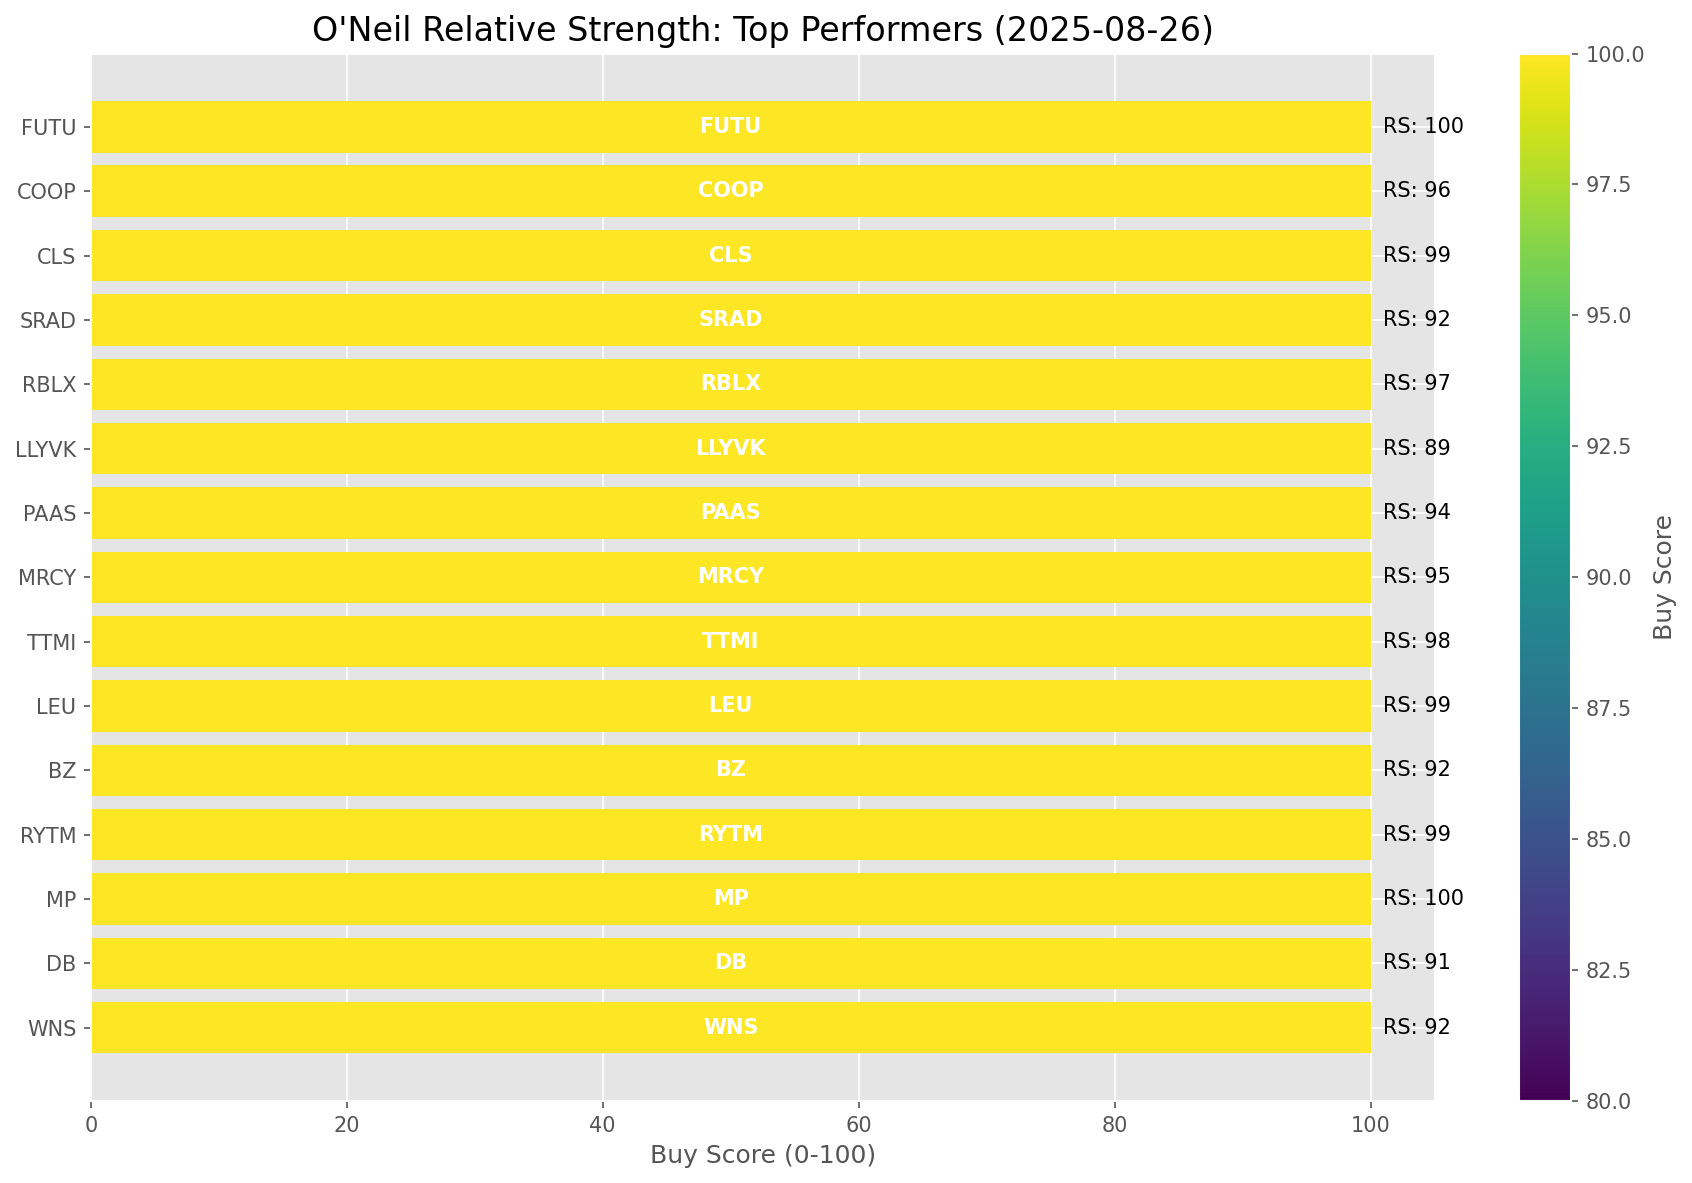 O'Neil Relative Strength: Top Performers (2025-08-26)
FUTU FUTU RS: 100
COOP COOP RS: 96
CLS CLS RS: 99
SRAD SRAD RS: 92
RBLX RBLX RS: 97
LLYVK LLYVK RS: 89
PAAS PAAS RS: 94
MRCY MRCY RS: 95
TTMI TTMI RS: 98
LEU LEU RS: 99
BZ BZ RS: 92
RYTM RYTM RS: 99
MP MP RS: 100
DB DB RS: 91
WNS WNS RS: 92
0 20 40 60 80 100
Buy Score (0-100)
100.0
97.5
95.0
92.5
90.0
87.5
85.0
82.5
80.0
Buy Score